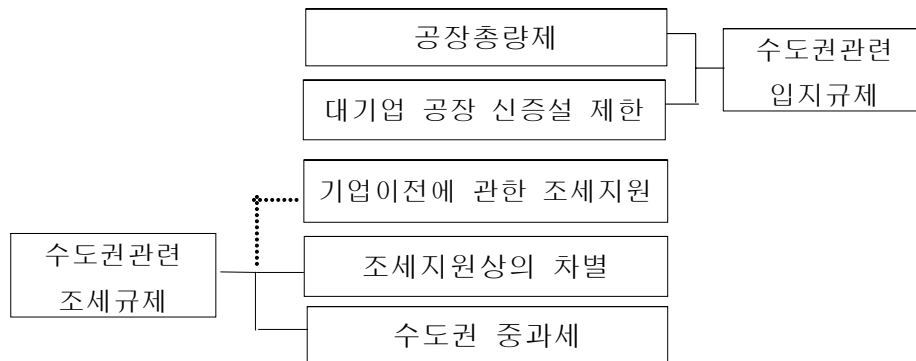 공장총량제
수도권관련
입지규제
대기업 공장 신증설 제한
기업이전에 관한 조세지원
수도권관련
조세규제
조세지원상의 차별
수도권 중과세